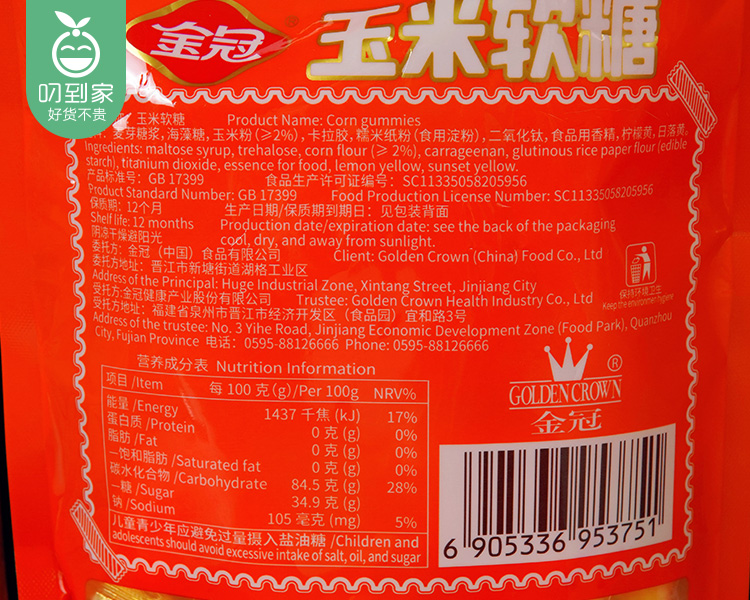 叨到家
好货不贵
金冠
玉米软糖
玉米软糖 Product Name: Corn gummies
麦芽糖浆，海藻糖，玉米粉（≥2%），卡拉胶，糯米纸粉（食用淀粉），二氧化钛，食品用香精，柠檬黄，日落黄。
Ingredients: maltose syrup, trehalose, corn flour (≥ 2%), carrageenan, glutinous rice paper flour (edible
starch), titanium dioxide, essence for food, lemon yellow, sunset yellow.
产品标准号：GB 17399 食品生产许可证编号：SC11335058205956
Product Standard Number: GB 17399 Food Production License Number: SC11335058205956
保质期：12个月 生产日期/保质期到期日：见包装背面
Shelf life: 12 months Production date/expiration date: see the back of the packaging
阴凉干燥避阳光 cool, dry, and away from sunlight.
委托方：金冠（中国）食品有限公司 Client: Golden Crown (China) Food Co., Ltd
委托方地址：晋江市新塘街道湖格工业区
Address of the Principal: Huge Industrial Zone, Xintang Street, Jinjiang City
受托方:金冠健康产业股份有限公司 Trustee: Golden Crown Health Industry Co., Ltd
受托方地址：福建省泉州市晋江市经济开发区（食品园）宜和路3号
Address of the trustee: No. 3 Yihe Road, Jinjiang Economic Development Zone (Food Park), Quanzhou
City, Fujian Province 电话：0595-88126666 Phone: 0595-88126666
保持环境卫生
Keep the environmen hygiene
营养成分表 Nutrition Information
项目 /Item 每 100 克(g)/Per 100g NRV%
能量 /Energy 1437 千焦 (kJ) 17%
蛋白质 /Protein 0 克 (g) 0%
脂肪 /Fat 0 克 (g) 0%
—饱和脂肪 /Saturated fat 0 克 (g) 0%
碳水化合物 /Carbohydrate 84.5 克 (g) 28%
—糖 /Sugar 34.9 克 (g)
钠 /Sodium 105 毫克 (mg) 5%
儿童青少年应避免过量摄入盐油糖 /Children and
adolescents should avoid excessive intake of salt, oil, and sugar
®
GOLDEN CROWN
金冠
6 905336 953751